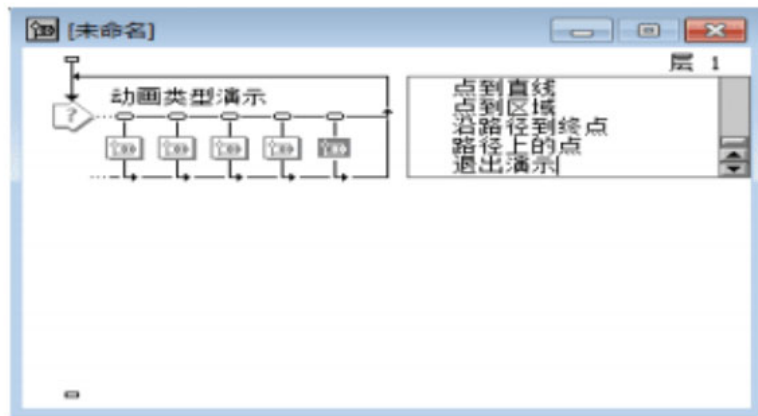 [未命名]
层 1
动画类型演示
点到直线
点到区域
沿路径到终点
路径上的点
退出演示